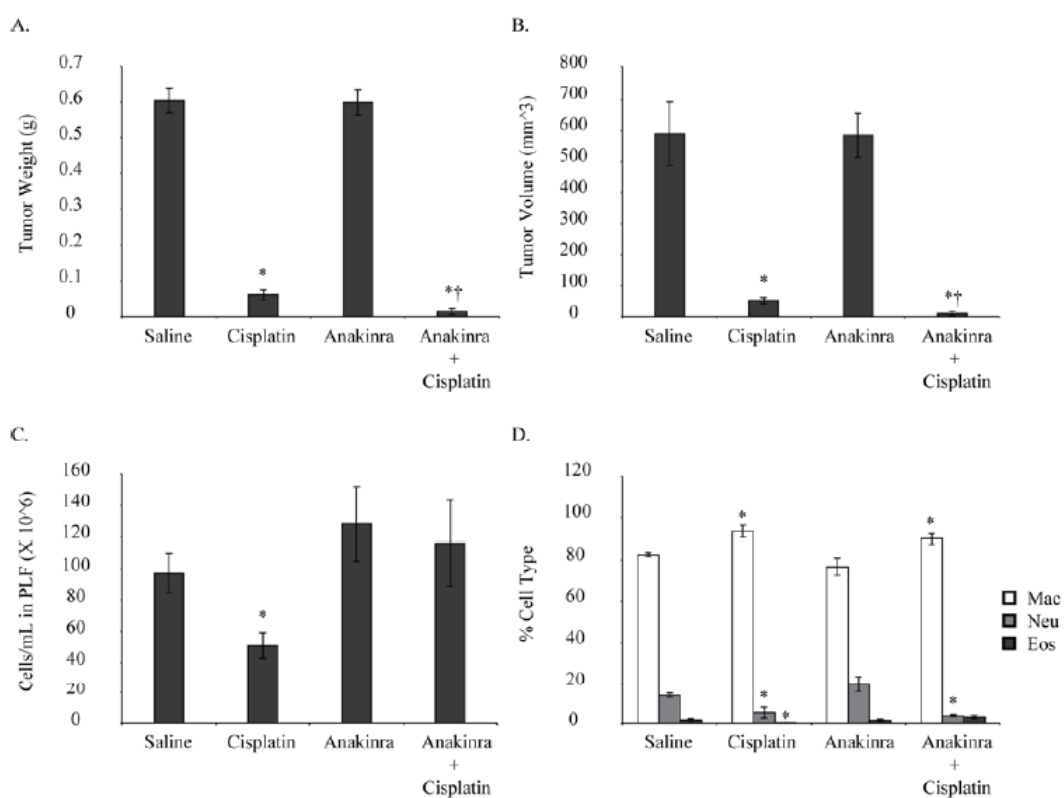 A.
Tumor Weight (g)
0.7
0.6
0.5
0.4
0.3
0.2
0.1
0
*
*†
Saline
Cisplatin
Anakinra
Anakinra
+
Cisplatin
B.
Tumor Volume (mm^3)
800
700
600
500
400
300
200
100
0
*
*†
Saline
Cisplatin
Anakinra
Anakinra
+
Cisplatin
C.
Cells/mL in PLF (X 10^6)
160
140
120
100
80
60
40
20
0
*
Saline
Cisplatin
Anakinra
Anakinra
+
Cisplatin
D.
% Cell Type
120
100
80
60
40
20
0
*
*
*
*
*
Saline
Cisplatin
Anakinra
Anakinra
+
Cisplatin
Mac
Neu
Eos